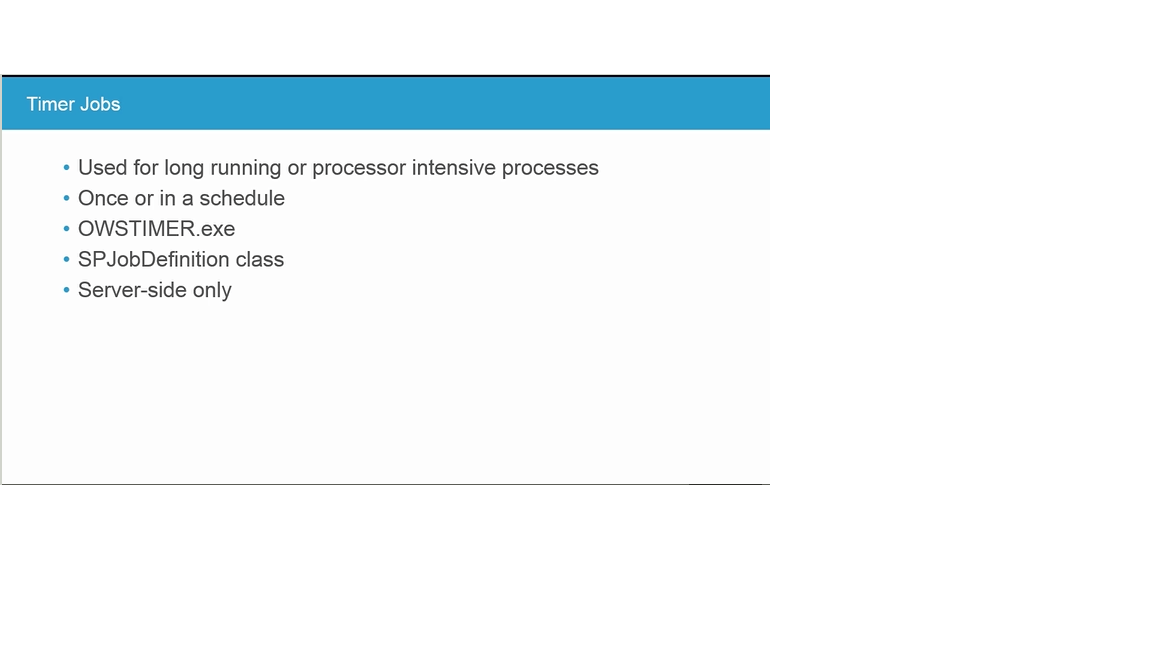 Timer Jobs
• Used for long running or processor intensive processes
• Once or in a schedule
• OWSTIMER.exe
• SPJobDefinition class
• Server-side only